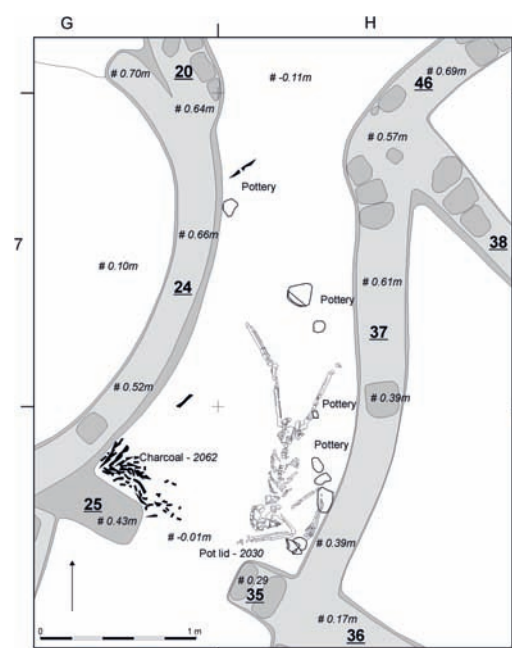 G H
# 0.70m 20 # -0.11m 46 # 0.69m
# 0.64m # 0.57m
Pottery
7
# 0.66m 38
# 0.10m
24 # 0.61m
Pottery
37
# 0.52m # 0.39m
Pottery
Charcoal - 2062 Pottery
25
# 0.43m # -0.01m # 0.39m
Pot lid - 2030
# 0.29
35
# 0.17m
0 1 m 36